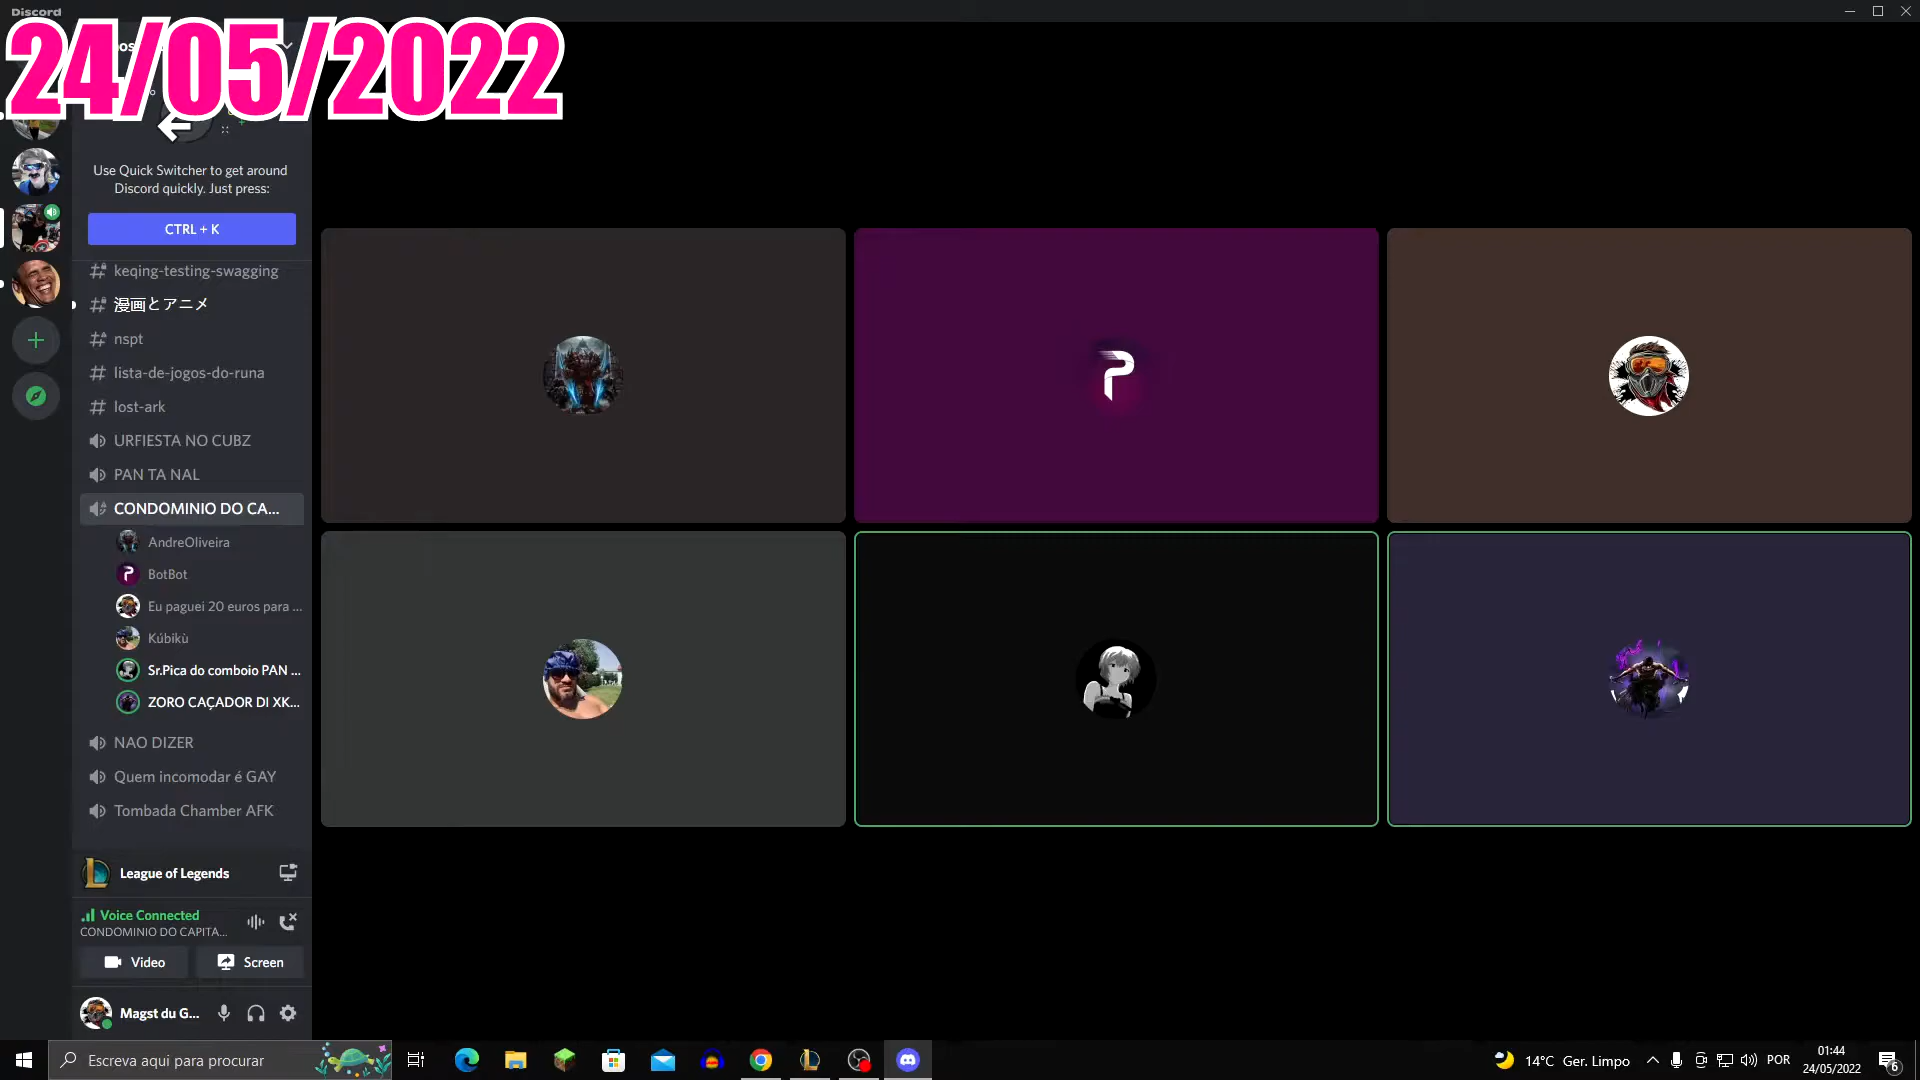 Discord
24/05/2022
Use Quick Switcher to get around
Discord quickly. Just press:
CTRL + K
keqing-testing-swagging
漫画とアニメ
nspt
lista-de-jogos-do-runa
lost-ark
URFIESTA NO CUBZ
PAN TA NAL
CONDOMINIO DO CA...
AndreOliveira
BotBot
Eu paguei 20 euros para ...
Kúbikù
Sr.Pica do comboio PAN ...
ZORO CAÇADOR DI XK...
NAO DIZER
Quem incomodar é GAY
Tombada Chamber AFK
League of Legends
Voice Connected
CONDOMINIO DO CAPITA...
Video
Screen
Magst du G...
Escreva aqui para procurar
14°C Ger. Limpo
POR
01:44
24/05/2022
6